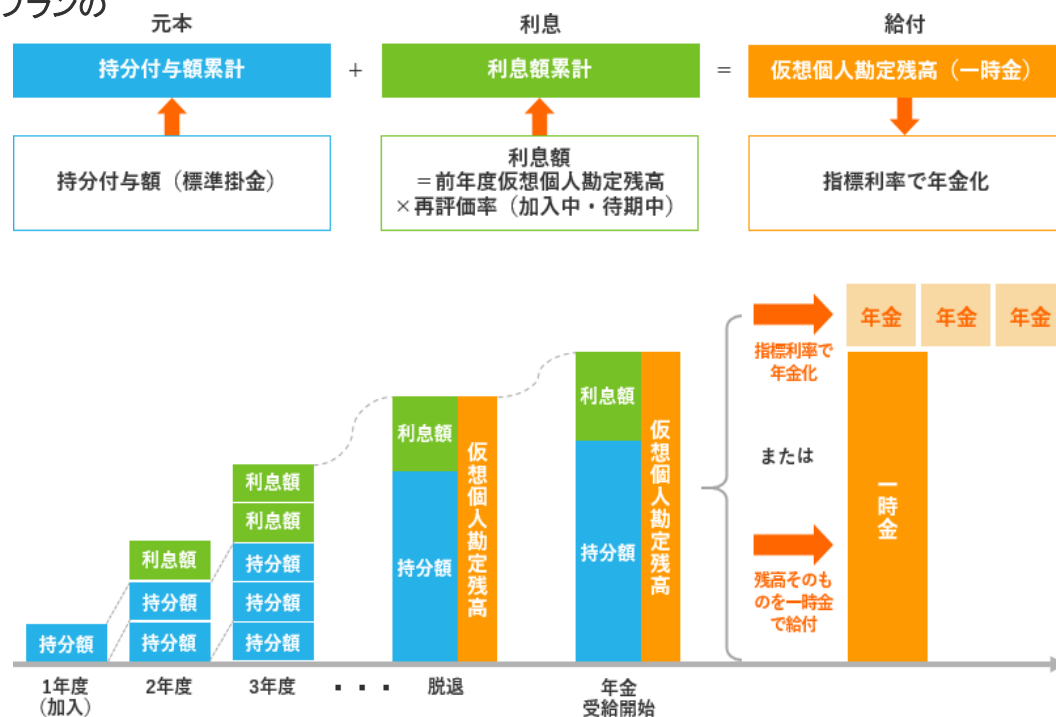 プランの
元本
利息
給付
持分付与額累計
+
利息額累計
=
仮想個人勘定残高（一時金）
持分付与額（標準掛金）
利息額
＝前年度仮想個人勘定残高
×再評価率（加入中・待期中）
指標利率で年金化
年金
年金
年金
指標利率で
年金化
または
残高そのも
のを一時金
で給付
一時金
利息額
持分額
仮想個人勘定残高
利息額
持分額
仮想個人勘定残高
利息額
利息額
持分額
持分額
持分額
利息額
持分額
持分額
持分額
1年度
（加入）
2年度
3年度
・・・
脱退
年金
受給開始